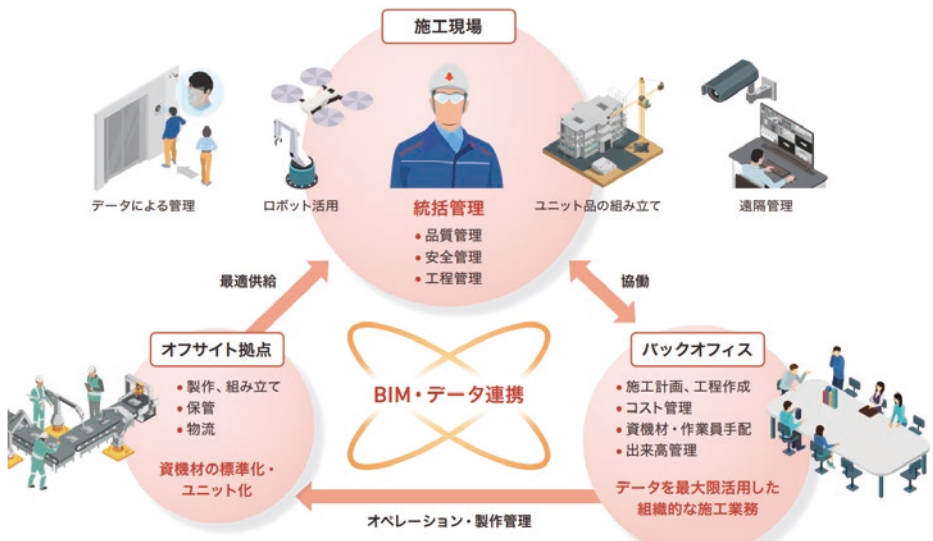 施工現場
データによる管理
ロボット活用
統括管理
• 品質管理
• 安全管理
• 工程管理
ユニット品の組み立て
遠隔管理
最適供給
協働
オフサイト拠点
• 製作、組み立て
• 保管
• 物流
資機材の標準化・
ユニット化
BIM・データ連携
バックオフィス
• 施工計画、工程作成
• コスト管理
• 資機材・作業員手配
• 出来高管理
データを最大限活用した
組織的な施工業務
オペレーション・製作管理